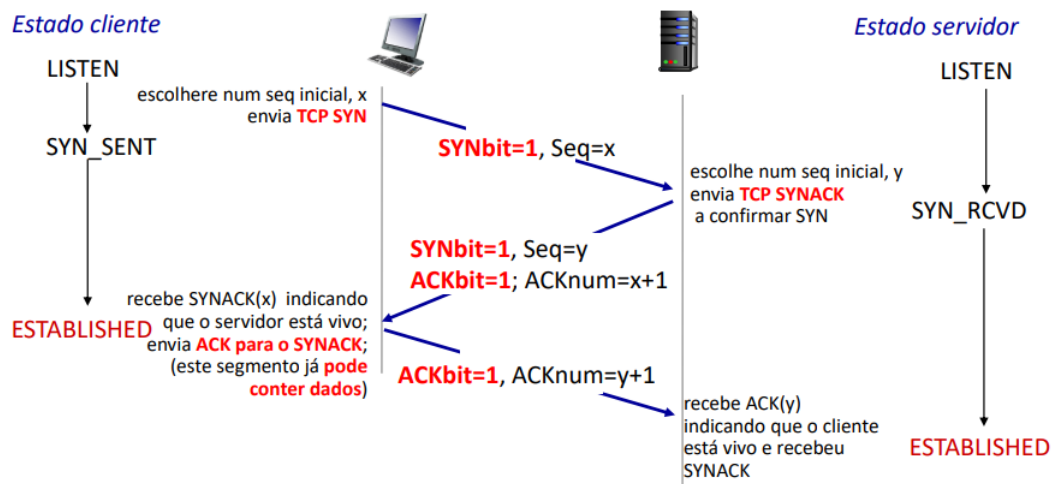 Estado cliente
Estado servidor
LISTEN
LISTEN
escolhere num seq inicial, x
envia TCP SYN
SYN_SENT
SYNbit=1, Seq=x
escolhe num seq inicial, y
envia TCP SYNACK
a confirmar SYN
SYN_RCVD
SYNbit=1, Seq=y
ACKbit=1; ACKnum=x+1
recebe SYNACK(x) indicando
que o servidor está vivo;
envia ACK para o SYNACK;
(este segmento já pode
conter dados)
ESTABLISHED
ACKbit=1, ACKnum=y+1
recebe ACK(y)
indicando que o cliente
está vivo e recebeu
SYNACK
ESTABLISHED